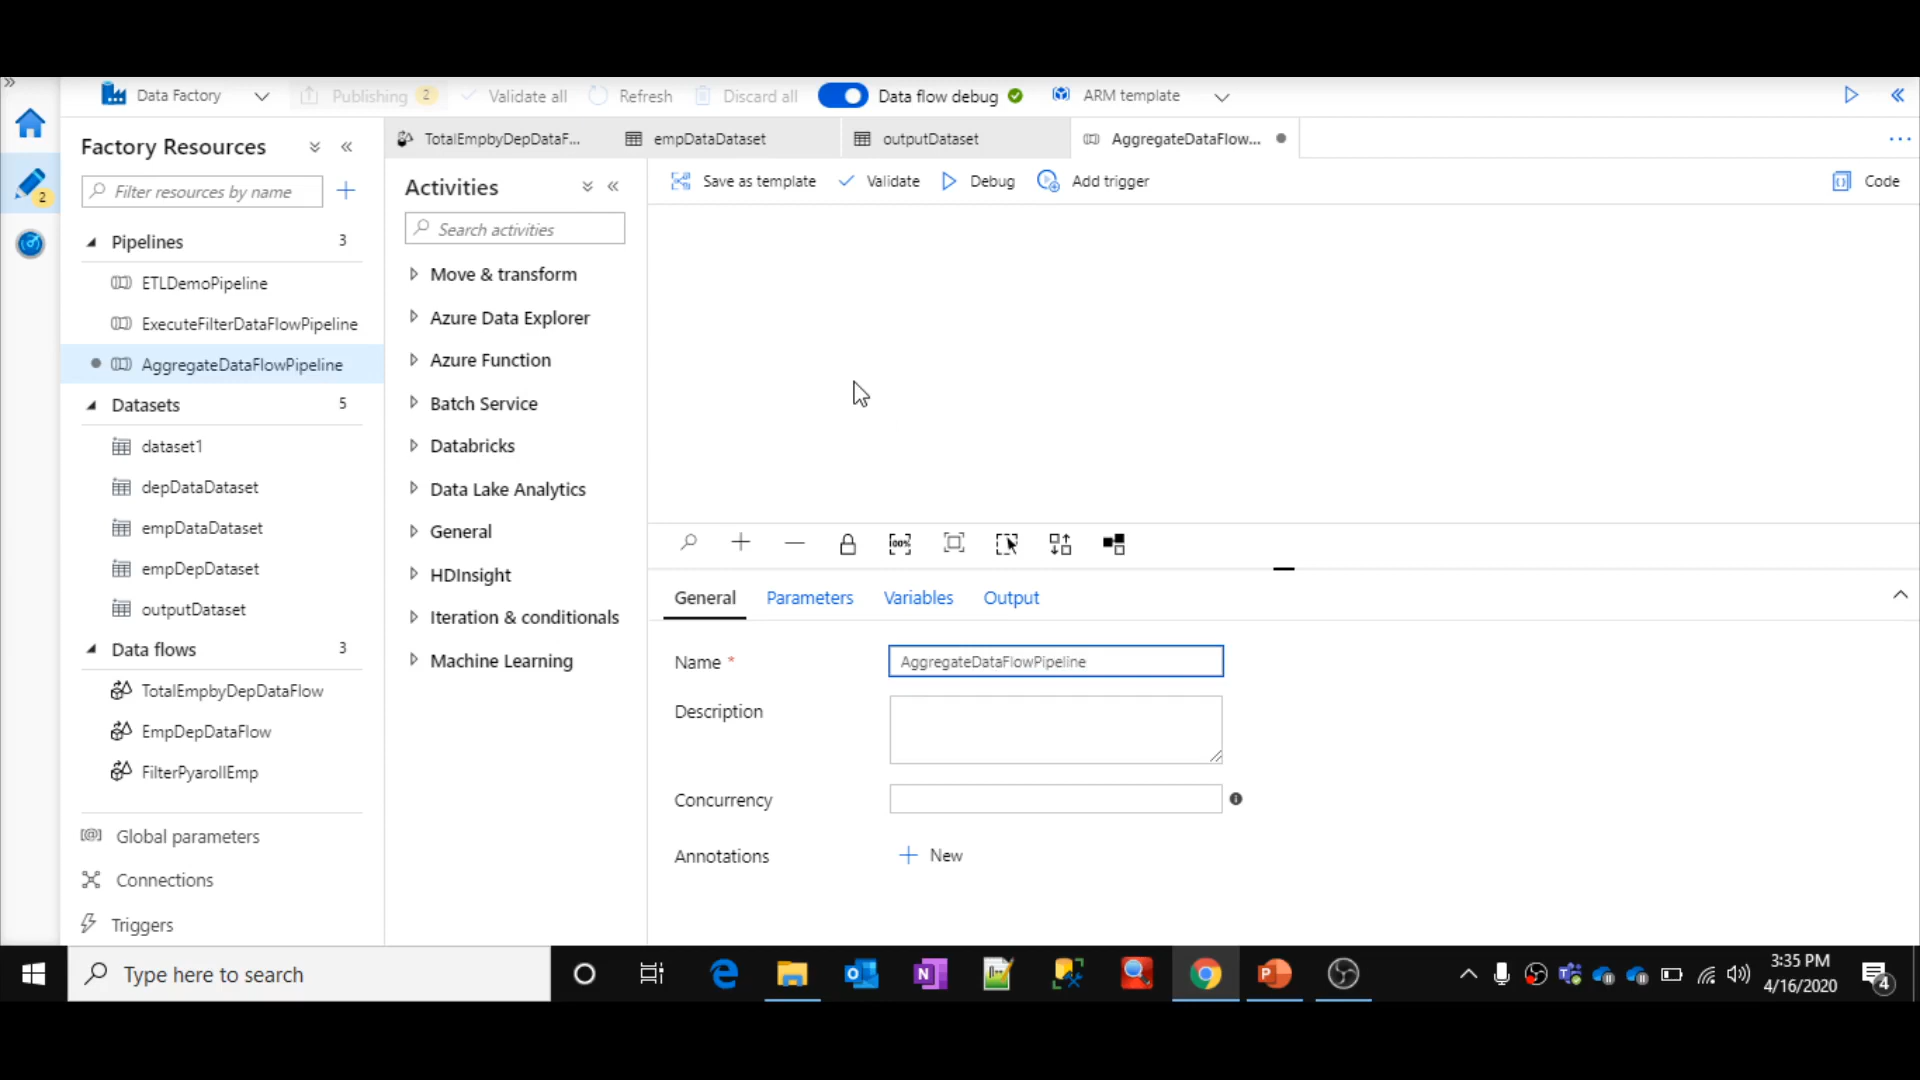 Data Factory
Publishing 2
Validate all
Refresh
Discard all
Data flow debug
ARM template
2
Factory Resources
Filter resources by name
Pipelines 3
ETLDemoPipeline
ExecuteFilterDataFlowPipeline
AggregateDataFlowPipeline
Datasets 5
dataset1
depDataDataset
empDataDataset
empDepDataset
outputDataset
Data flows 3
TotalEmpbyDepDataFlow
EmpDepDataFlow
FilterPyarollEmp
Global parameters
Connections
Triggers
TotalEmpbyDepDataF...
empDataDataset
outputDataset
AggregateDataFlow...
Activities
Search activities
Move & transform
Azure Data Explorer
Azure Function
Batch Service
Databricks
Data Lake Analytics
General
HDInsight
Iteration & conditionals
Machine Learning
Save as template
Validate
Debug
Add trigger
Code
100%
General
Parameters
Variables
Output
Name *
AggregateDataFlowPipeline
Description
Concurrency
Annotations
New
Type here to search
3:35 PM
4/16/2020
4